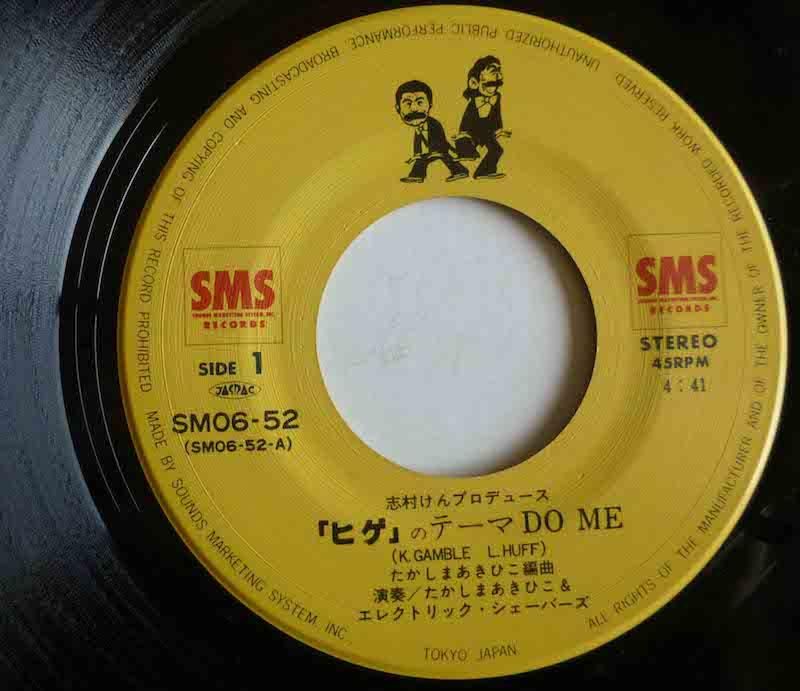 UNAUTHORIZED PUBLIC PERFORMANCE BROADCASTING AND COPYING OF THIS RECORD PROHIBITED
MADE BY SOUNDS MARKETING SYSTEM, INC.
TOKYO JAPAN
ALL RIGHTS OF THE MANUFACTURER AND OF THE OWNER OF THE RECORDED WORK RESERVED
SMS
SOUNDS MARKETING SYSTEM, INC.
RECORDS
SIDE 1
JASRAC
SM06-52
(SM06-52-A)
SMS
SOUNDS MARKETING SYSTEM, INC.
RECORDS
STEREO
45RPM
4:41
志村けんプロデュース
「ヒゲ」のテーマ DO ME
(K.GAMBLE L.HUFF)
たかしまあきひこ編曲
演奏/たかしまあきひこ&
エレクトリック・シェーバーズ